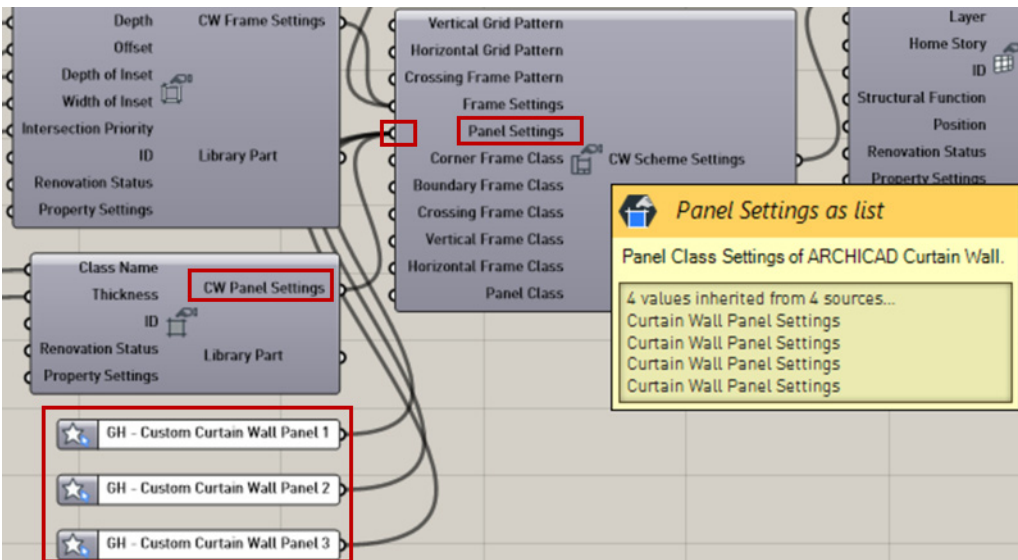 Depth
CW Frame Settings
Offset
Depth of Inset
Width of Inset
Intersection Priority
ID
Library Part
Renovation Status
Property Settings
Vertical Grid Pattern
Horizontal Grid Pattern
Crossing Frame Pattern
Frame Settings
Panel Settings
Corner Frame Class
CW Scheme Settings
Boundary Frame Class
Crossing Frame Class
Vertical Frame Class
Horizontal Frame Class
Panel Class
Layer
Home Story
ID
Structural Function
Position
Renovation Status
Property Settings
Panel Settings as list
Panel Class Settings of ARCHICAD Curtain Wall.
4 values inherited from 4 sources...
Curtain Wall Panel Settings
Curtain Wall Panel Settings
Curtain Wall Panel Settings
Curtain Wall Panel Settings
Class Name
CW Panel Settings
Thickness
ID
Renovation Status
Library Part
Property Settings
GH - Custom Curtain Wall Panel 1
GH - Custom Curtain Wall Panel 2
GH - Custom Curtain Wall Panel 3